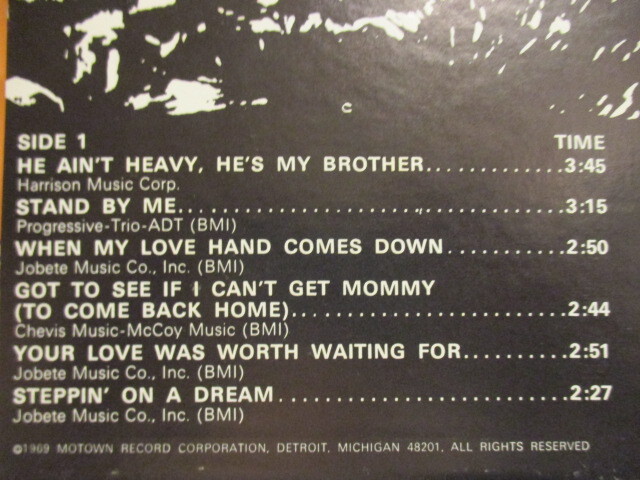 SIDE 1 TIME
HE AIN'T HEAVY, HE'S MY BROTHER..............3:45
Harrison Music Corp.
STAND BY ME......................................3:15
Progressive-Trio-ADT (BMI)
WHEN MY LOVE HAND COMES DOWN...........2:50
Jobete Music Co., Inc. (BMI)
GOT TO SEE IF I CAN'T GET MOMMY
(TO COME BACK HOME)..........................2:44
Chevis Music-McCoy Music (BMI)
YOUR LOVE WAS WORTH WAITING FOR..........2:51
Jobete Music Co., Inc. (BMI)
STEPPIN' ON A DREAM............................2:27
Jobete Music Co., Inc. (BMI)
©1969 MOTOWN RECORD CORPORATION, DETROIT, MICHIGAN 48201, ALL RIGHTS RESERVED